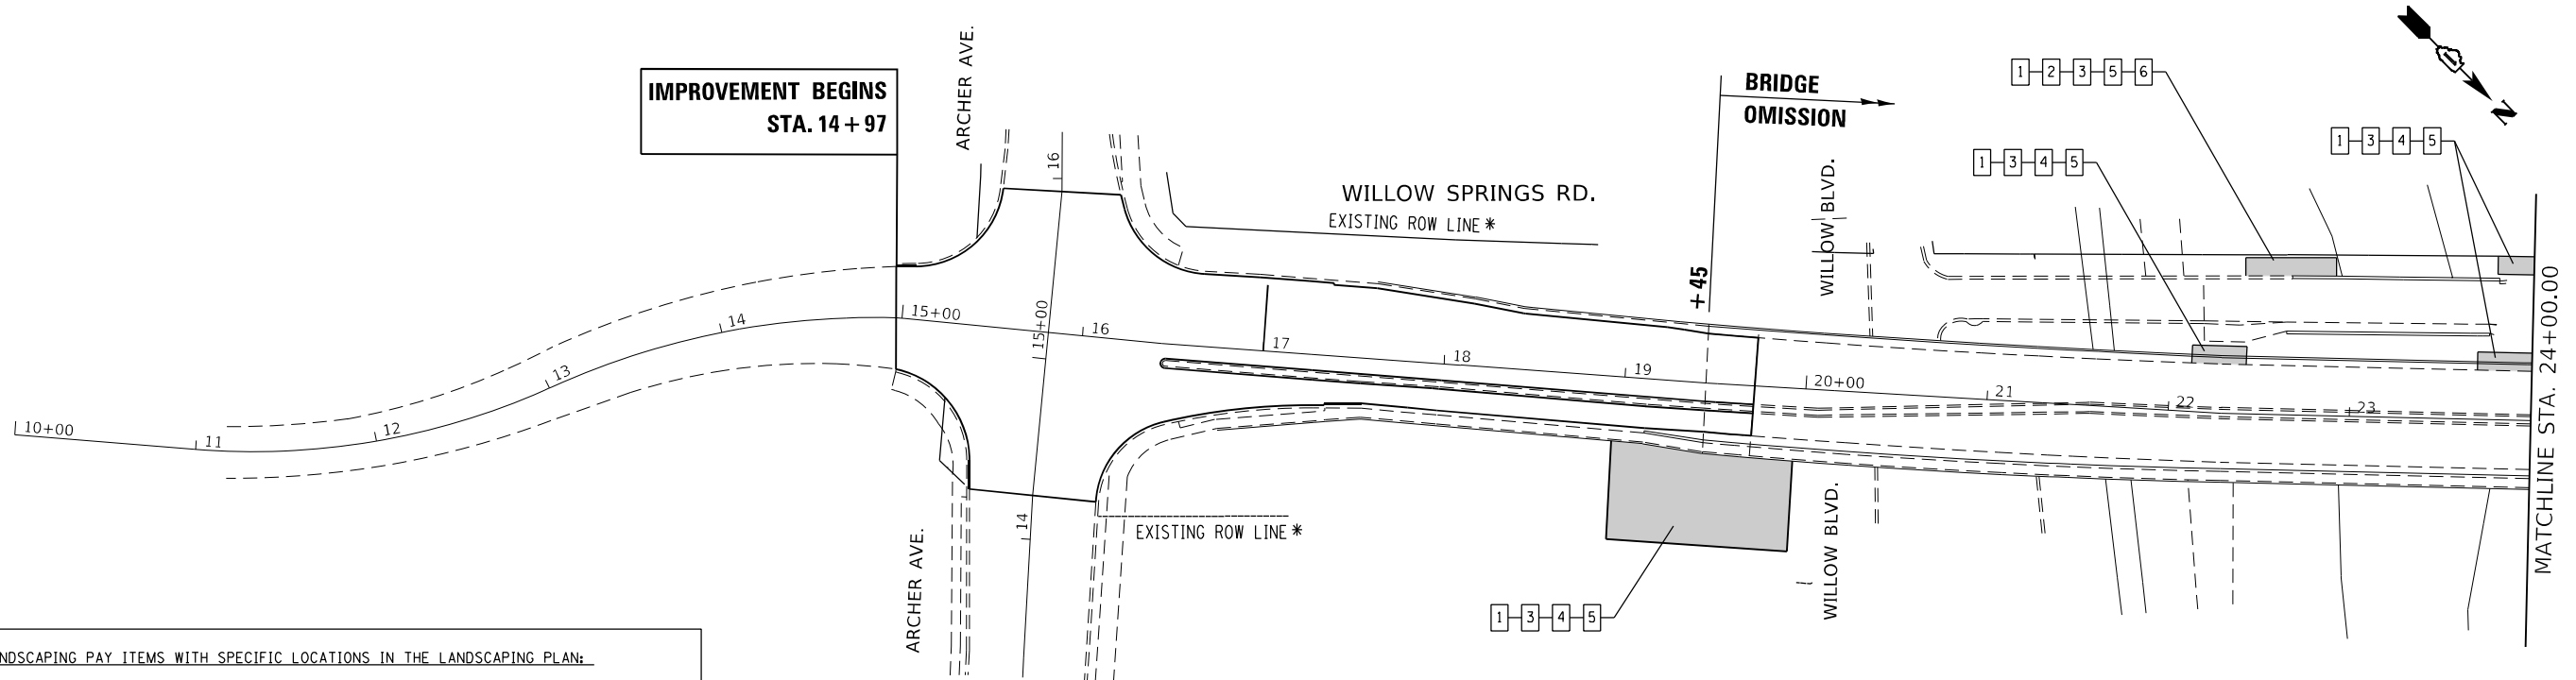 IMPROVEMENT BEGINS
STA. 14+97
ARCHER AVE.
16
BRIDGE
OMISSION
1-2-3-5-6
1-3-4-5
1-3-4-5
N
WILLOW SPRINGS RD.
EXISTING ROW LINE *
WILLOW BLVD.
+45
MATCHLINE STA. 24+00.00
10+00
11
12
13
14
15+00
15+00
16
17
18
19
20+00
21
22
23
14
EXISTING ROW LINE *
ARCHER AVE.
WILLOW BLVD.
1-3-4-5
NDSCAPING PAY ITEMS WITH SPECIFIC LOCATIONS IN THE LANDSCAPING PLAN: